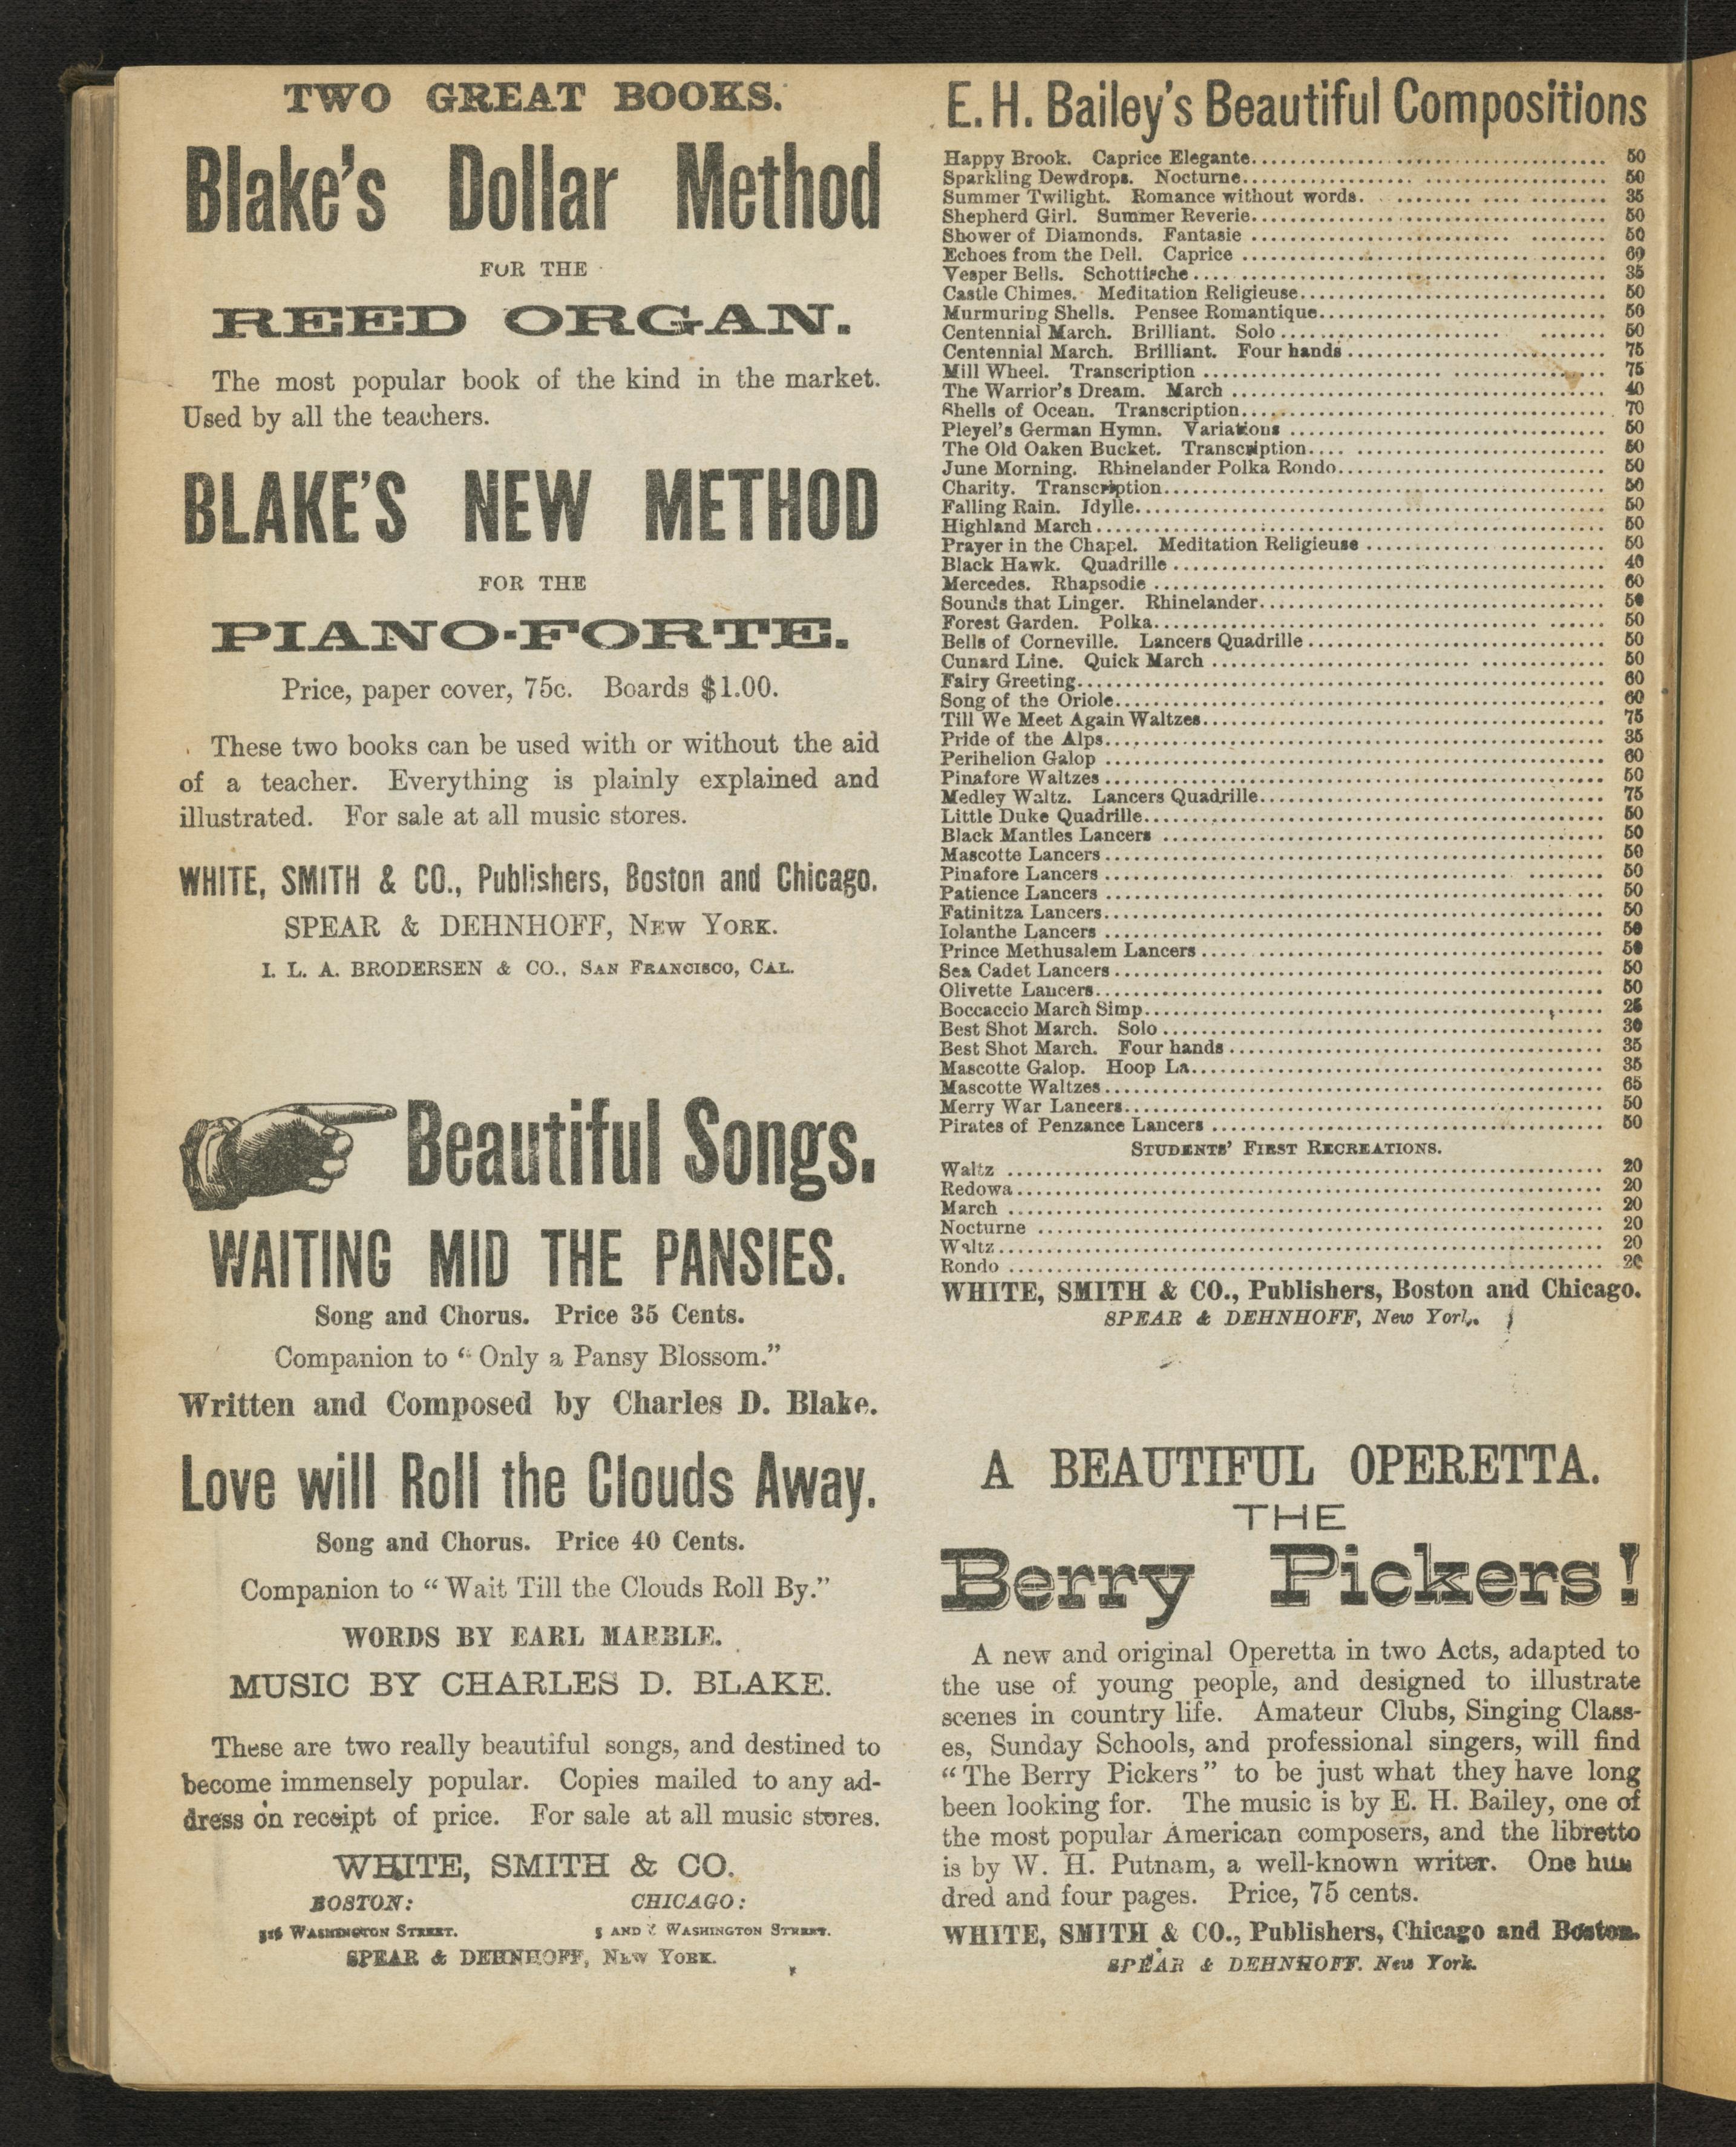 TWO GREAT BOOKS.
Blake's Dollar Method
FOR THE
REED ORGAN.
The most popular book of the kind in the market.
Used by all the teachers.
BLAKE'S NEW METHOD
FOR THE
PIANO-FORTE.
Price, paper cover, 75c. Boards $1.00.
These two books can be used with or without the aid
of a teacher. Everything is plainly explained and
illustrated. For sale at all music stores.
WHITE, SMITH & CO., Publishers, Boston and Chicago.
SPEAR & DEHNHOFF, NEW YORK.
I. L. A. BRODERSEN & CO., SAN FRANCISCO, CAL.
Beautiful Songs.
WAITING MID THE PANSIES.
Song and Chorus. Price 35 Cents.
Companion to "Only a Pansy Blossom."
Written and Composed by Charles D. Blake.
Love will Roll the Clouds Away.
Song and Chorus. Price 40 Cents.
Companion to "Wait Till the Clouds Roll By."
WORDS BY EARL MARBLE.
MUSIC BY CHARLES D. BLAKE.
These are two really beautiful songs, and destined to
become immensely popular. Copies mailed to any ad-
dress on receipt of price. For sale at all music stores.
WHITE, SMITH & CO.
BOSTON: CHICAGO:
516 WASHINGTON STREET. 5 AND WASHINGTON STREET.
SPEAR & DEHNHOFF, NEW YORK.
E. H. Bailey's Beautiful Compositions
Happy Brook. Caprice Elegante........ 50
Sparkling Dewdrops. Nocturne........ 50
Summer Twilight. Romance without words........ 35
Shepherd Girl. Summer Reverie........ 50
Shower of Diamonds. Fantasie ........ 50
Echoes from the Dell. Caprice ........ 60
Vesper Bells. Schottische........ 35
Castle Chimes. Meditation Religieuse........ 50
Murmuring Shells. Pensee Romantique........ 50
Centennial March. Brilliant. Solo ........ 50
Centennial March. Brilliant. Four hands ........ 75
Mill Wheel. Transcription ........ 75
The Warrior's Dream. March ........ 40
Shells of Ocean. Transcription........ 70
Pleyel's German Hymn. Variations ........ 50
The Old Oaken Bucket. Transcription........ 50
June Morning. Rhinelander Polka Rondo........ 50
Charity. Transcription........ 50
Falling Rain. Idylle........ 50
Highland March ........ 50
Prayer in the Chapel. Meditation Religieuse ........ 50
Black Hawk. Quadrille ........ 40
Mercedes. Rhapsodie ........ 60
Sounds that Linger. Rhinelander........ 50
Forest Garden. Polka........ 50
Bells of Corneville. Lancers Quadrille ........ 50
Cunard Line. Quick March ........ 50
Fairy Greeting........ 60
Song of the Oriole........ 60
Till We Meet Again Waltzes........ 75
Pride of the Alps........ 35
Perihelion Galop ........ 60
Pinafore Waltzes ........ 50
Medley Waltz. Lancers Quadrille........ 75
Little Duke Quadrille........ 50
Black Mantles Lancers ........ 50
Mascotte Lancers ........ 50
Pinafore Lancers ........ 50
Patience Lancers ........ 50
Fatinitza Lancers........ 50
Iolanthe Lancers ........ 50
Prince Methusalem Lancers ........ 50
Sea Cadet Lancers ........ 50
Olivette Lancers........ 50
Boccaccio March Simp........ 25
Best Shot March. Solo ........ 30
Best Shot March. Four hands ........ 35
Mascotte Galop. Hoop La........ 35
Mascotte Waltzes........ 65
Merry War Lancers........ 50
Pirates of Penzance Lancers ........ 50
STUDENTS' FIRST RECREATIONS.
Waltz ........ 20
Redowa........ 20
March ........ 20
Nocturne ........ 20
Waltz........ 20
Rondo ........ 20
WHITE, SMITH & CO., Publishers, Boston and Chicago.
SPEAR & DEHNHOFF, New York.
A BEAUTIFUL OPERETTA.
THE
Berry Pickers!
A new and original Operetta in two Acts, adapted to
the use of young people, and designed to illustrate
scenes in country life. Amateur Clubs, Singing Class-
es, Sunday Schools, and professional singers, will find
"The Berry Pickers" to be just what they have long
been looking for. The music is by E. H. Bailey, one of
the most popular American composers, and the libretto
is by W. H. Putnam, a well-known writer. One hun
dred and four pages. Price, 75 cents.
WHITE, SMITH & CO., Publishers, Chicago and Boston.
SPEAR & DEHNHOFF. New York.